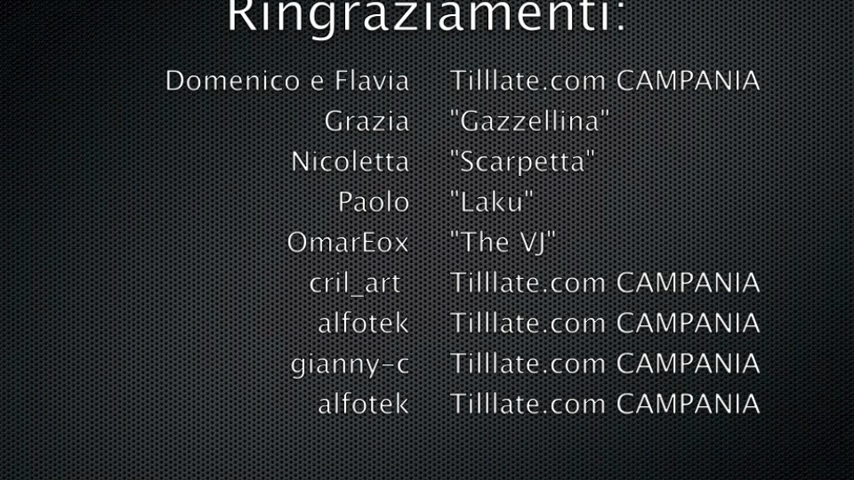 Ringraziamenti:
Domenico e Flavia Tilllate.com CAMPANIA
Grazia "Gazzellina"
Nicoletta "Scarpetta"
Paolo "Laku"
OmarEox "The VJ"
cril_art Tilllate.com CAMPANIA
alfotek Tilllate.com CAMPANIA
gianny-c Tilllate.com CAMPANIA
alfotek Tilllate.com CAMPANIA